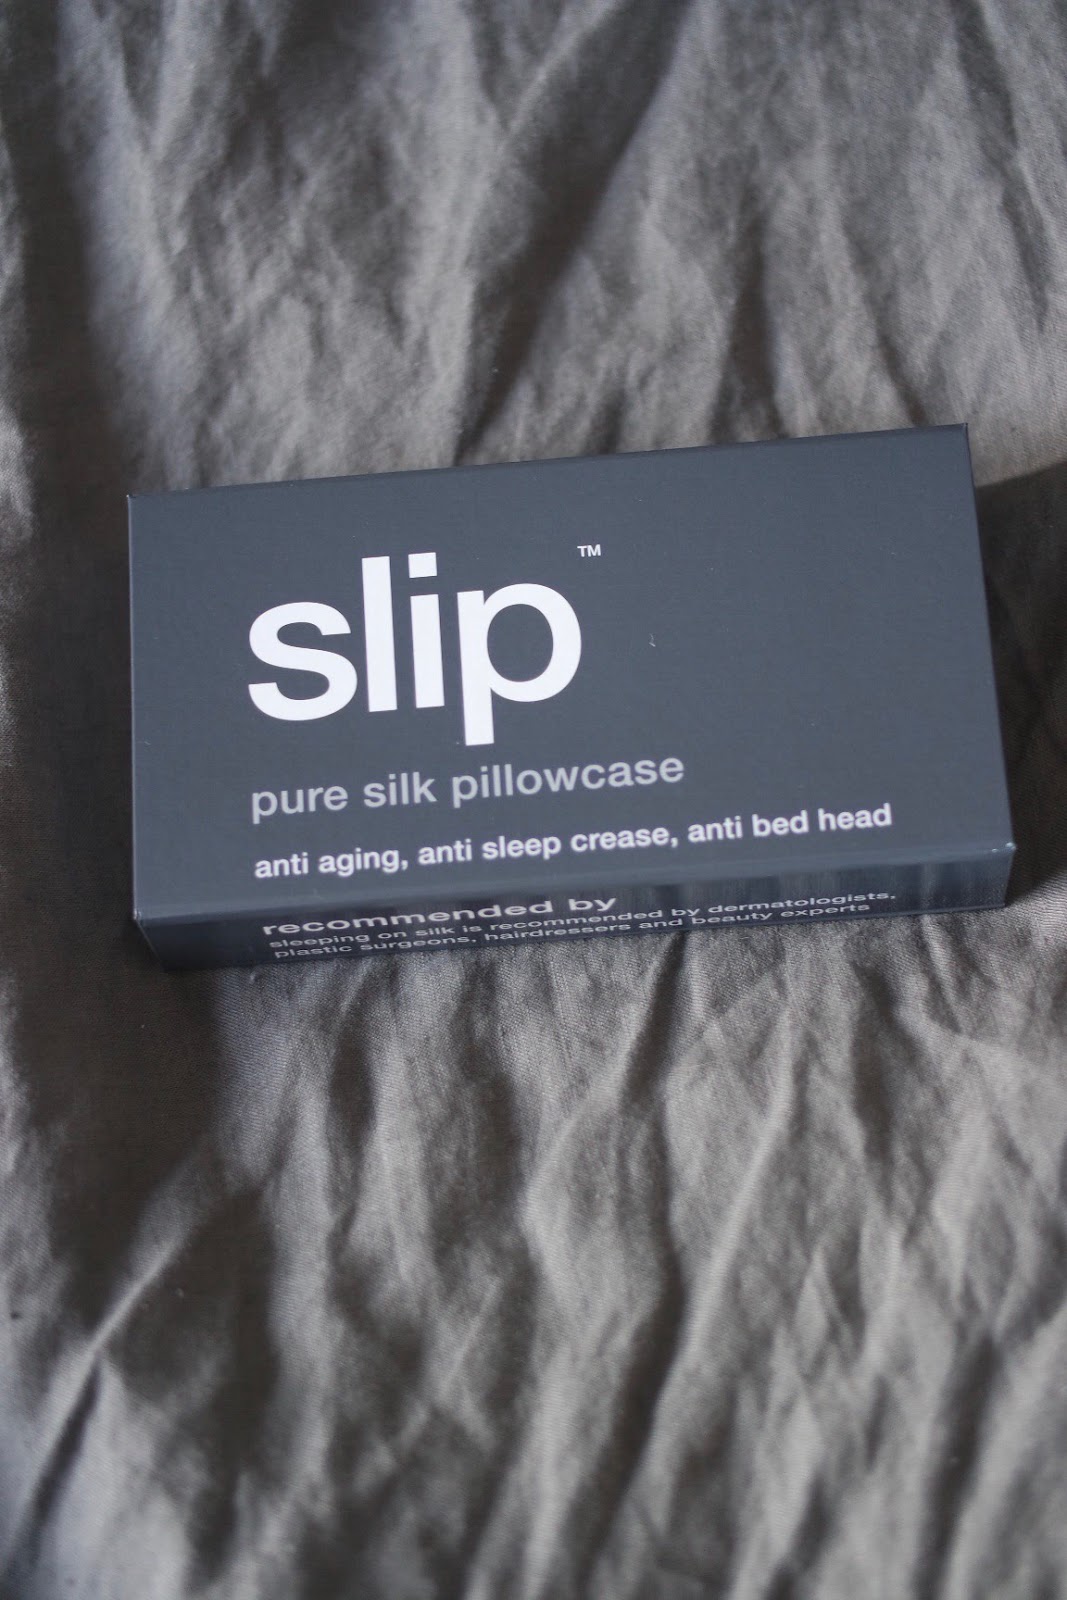 slip™
pure silk pillowcase
anti aging, anti sleep crease, anti bed head
recommended by
sleeping on silk is recommended by dermatologists,
plastic surgeons, hairdressers and beauty experts